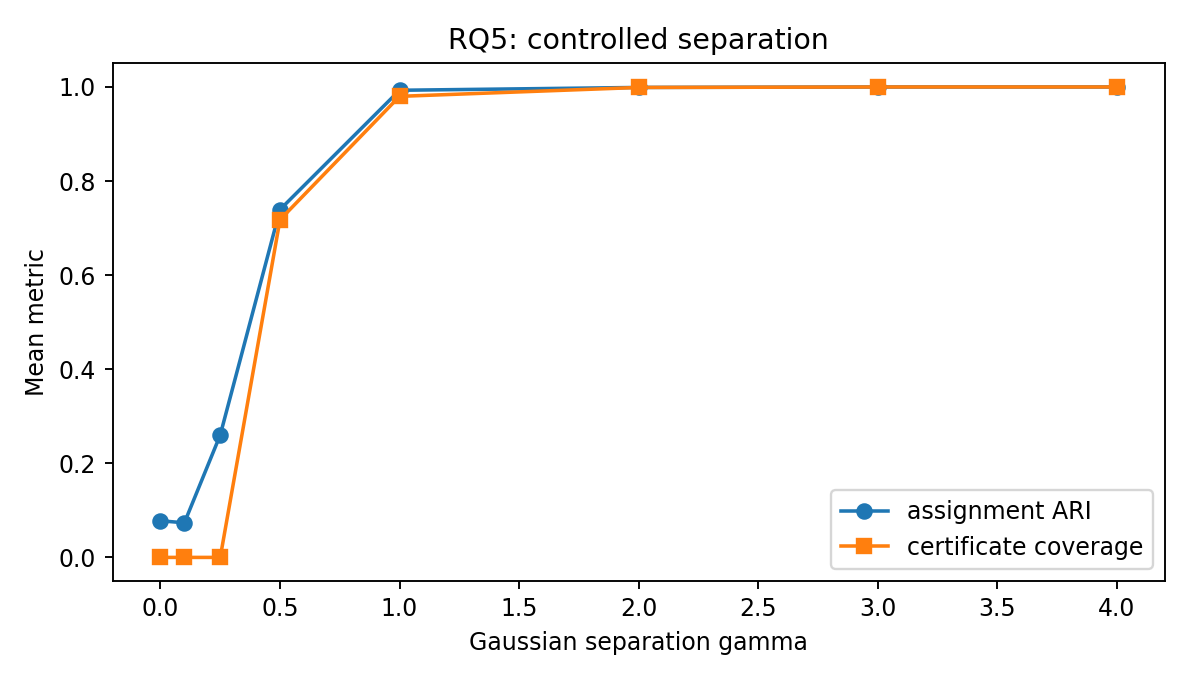 RQ5: controlled separation
Mean metric
1.0
0.8
0.6
0.4
0.2
0.0
assignment ARI
certificate coverage
0.0 0.5 1.0 1.5 2.0 2.5 3.0 3.5 4.0
Gaussian separation gamma